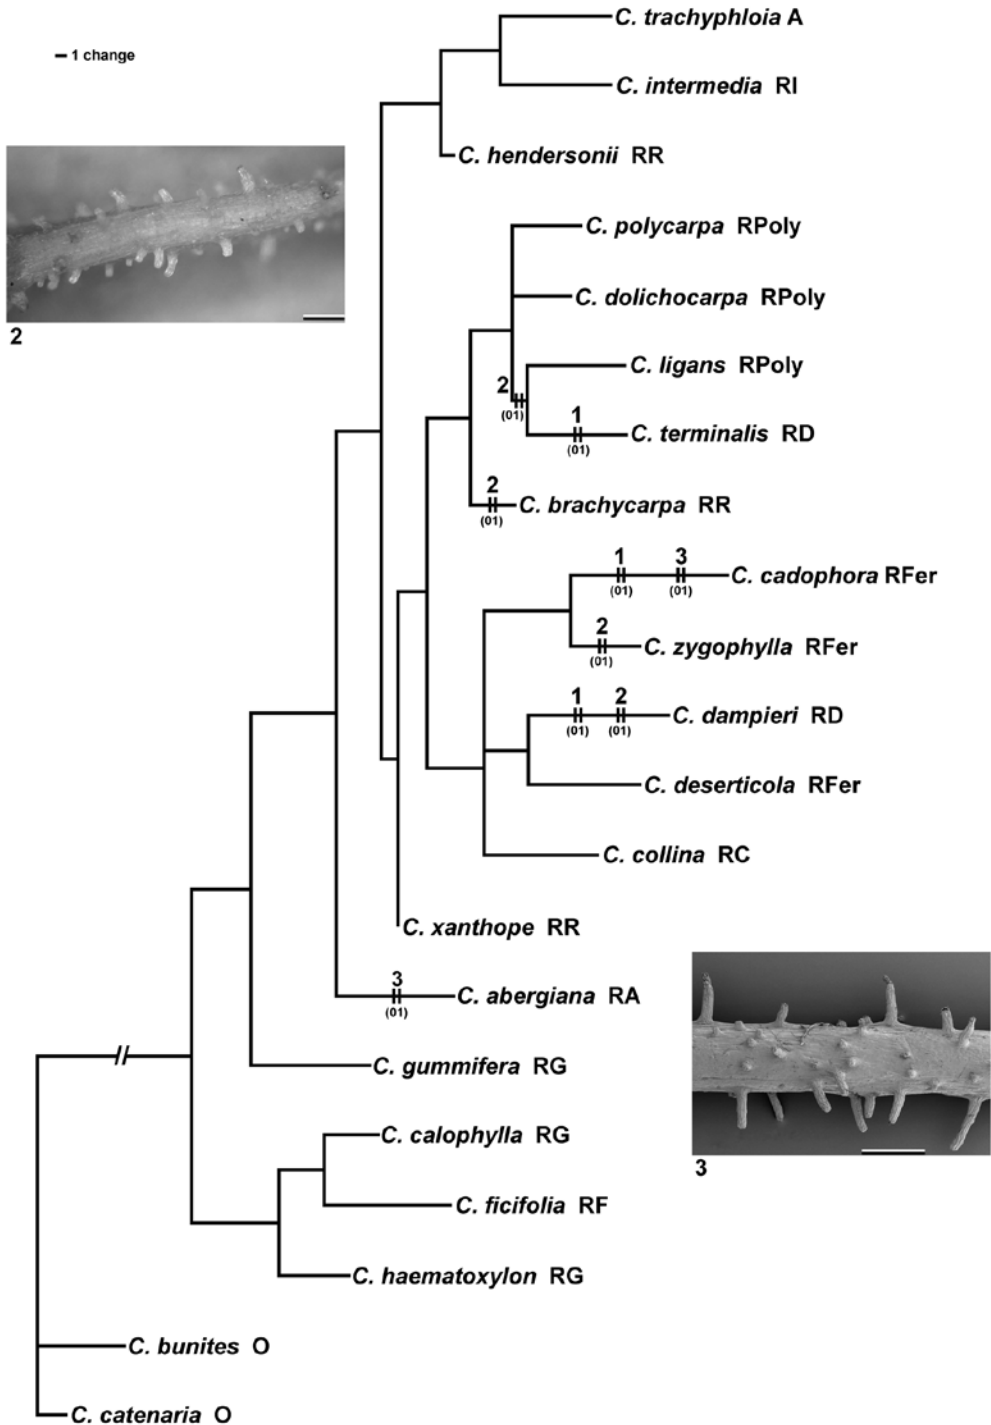 C. trachyphloia A
1 change
C. intermedia RI
C. hendersonii RR
C. polycarpa RPoly
C. dolichocarpa RPoly
2
C. ligans RPoly
2
(01)
1
C. terminalis RD
(01)
2
C. brachycarpa RR
(01)
1 3
C. cadophora RFer
(01) (01)
2
C. zygophylla RFer
(01)
1 2
C. dampieri RD
(01) (01)
C. deserticola RFer
C. collina RC
C. xanthope RR
3
C. abergiana RA
(01)
C. gummifera RG
C. calophylla RG
3
C. ficifolia RF
C. haematoxylon RG
C. bunites O
C. catenaria O